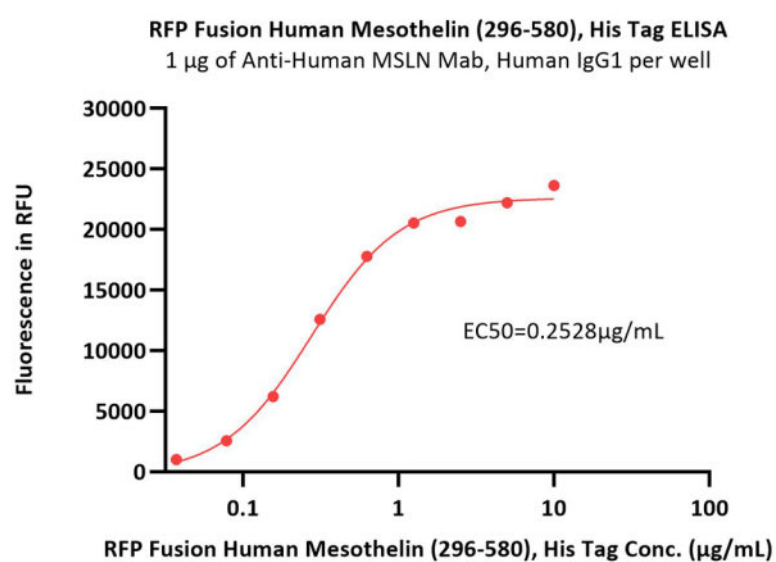 RFP Fusion Human Mesothelin (296-580), His Tag ELISA
1 µg of Anti-Human MSLN Mab, Human IgG1 per well
Fluorescence in RFU
30000
25000
20000
15000
10000
5000
0
EC50=0.2528µg/mL
0.1 1 10 100
RFP Fusion Human Mesothelin (296-580), His Tag Conc. (µg/mL)